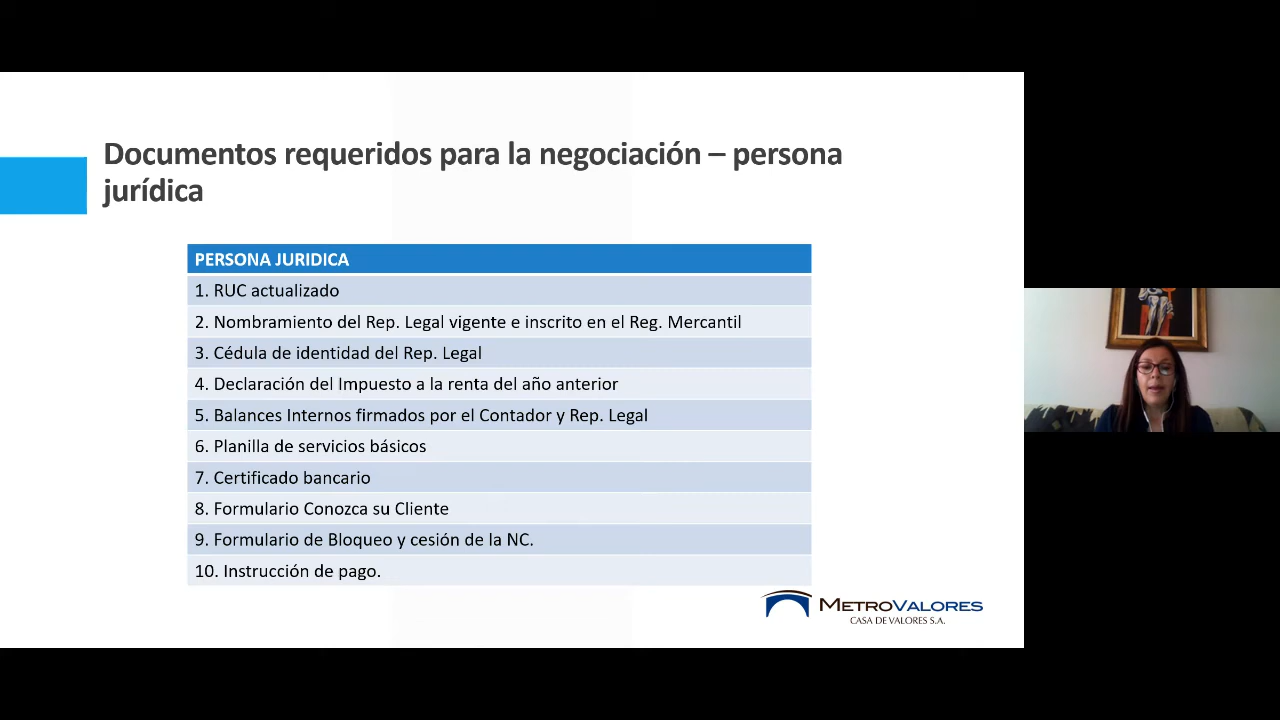 Documentos requeridos para la negociación – persona
jurídica
PERSONA JURIDICA
1. RUC actualizado
2. Nombramiento del Rep. Legal vigente e inscrito en el Reg. Mercantil
3. Cédula de identidad del Rep. Legal
4. Declaración del Impuesto a la renta del año anterior
5. Balances Internos firmados por el Contador y Rep. Legal
6. Planilla de servicios básicos
7. Certificado bancario
8. Formulario Conozca su Cliente
9. Formulario de Bloqueo y cesión de la NC.
10. Instrucción de pago.
METROVALORES
CASA DE VALORES S.A.